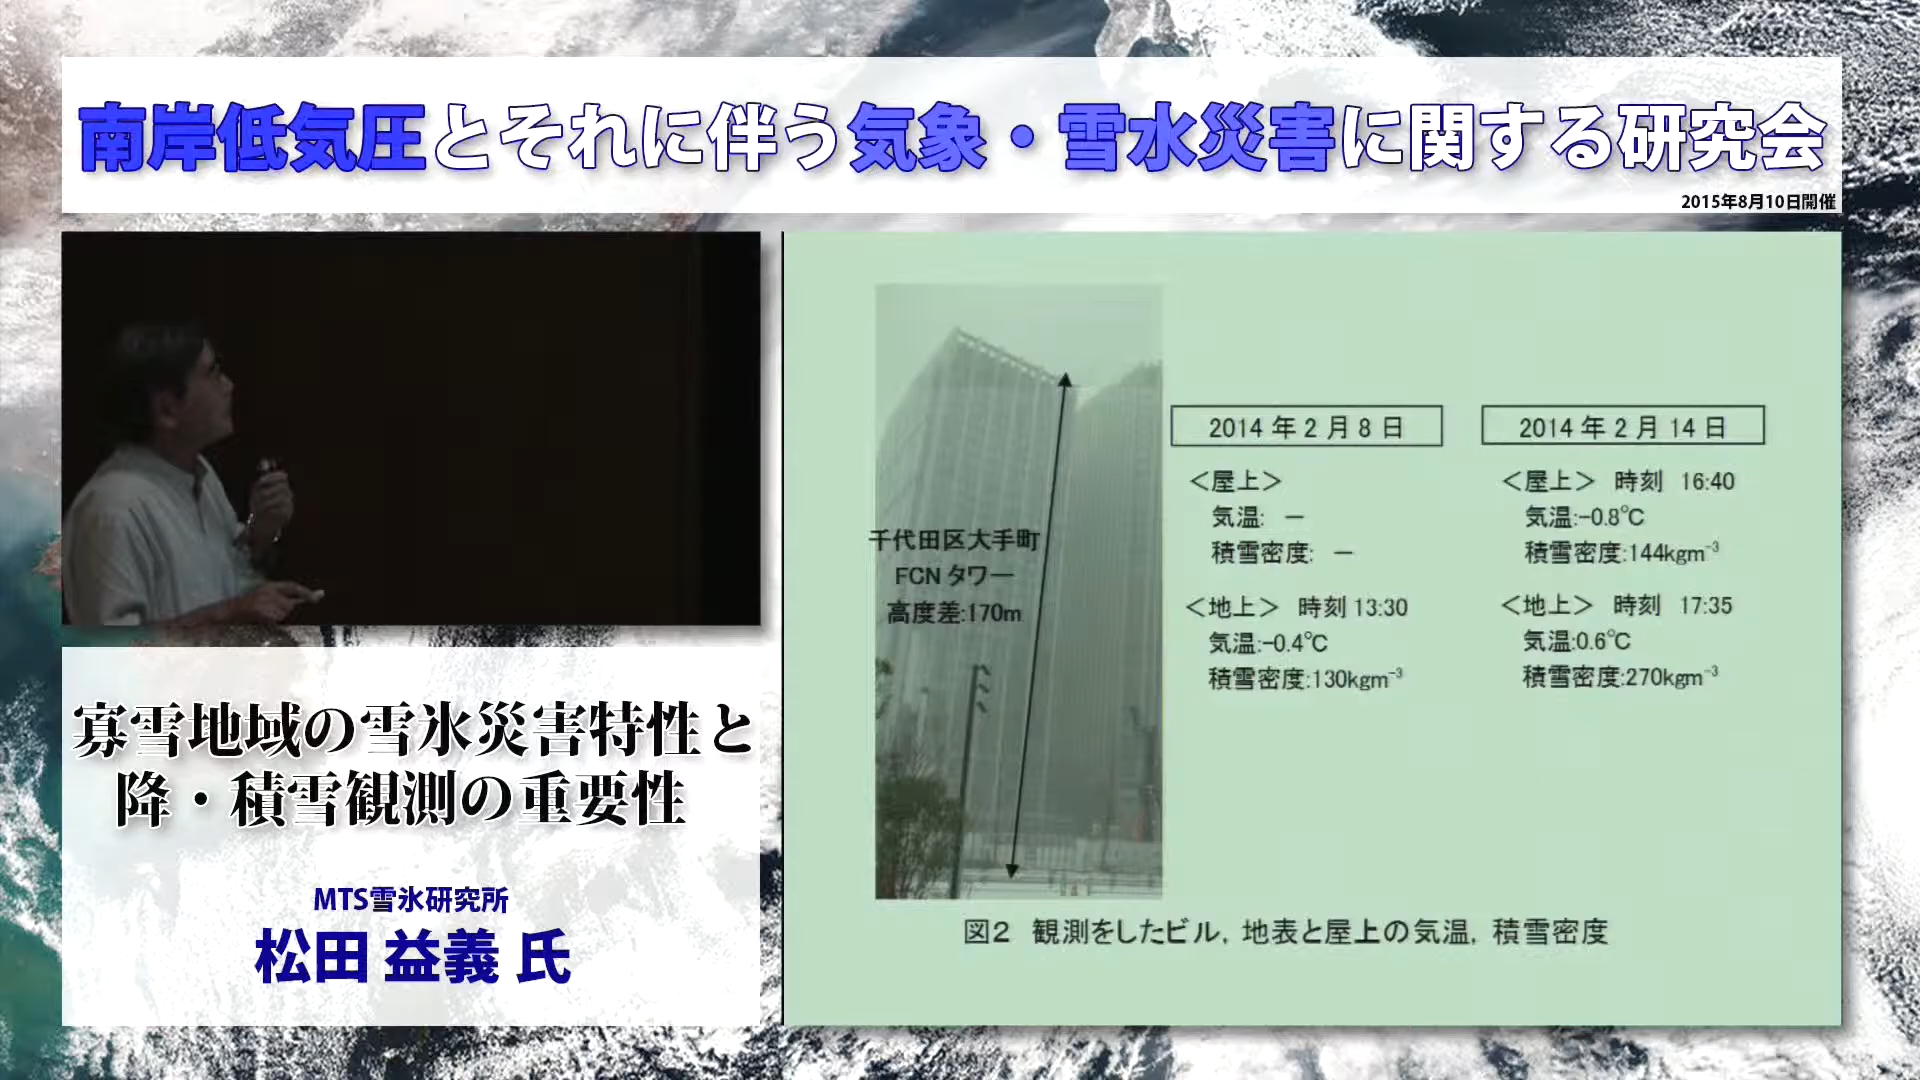 南岸低気圧とそれに伴う気象・雪氷災害に関する研究会
2015年8月10日開催
千代田区大手町
FCNタワー
高度差:170m
2014年2月8日
<屋上>
気温: ー
積雪密度: ー
<地上> 時刻13:30
気温:-0.4℃
積雪密度:130kgm⁻³
2014年2月14日
<屋上> 時刻 16:40
気温:-0.8℃
積雪密度:144kgm⁻³
<地上> 時刻 17:35
気温:0.6℃
積雪密度:270kgm⁻³
図2 観測をしたビル, 地表と屋上の気温, 積雪密度
寡雪地域の雪氷災害特性と
降・積雪観測の重要性
MTS雪氷研究所
松田 益義 氏